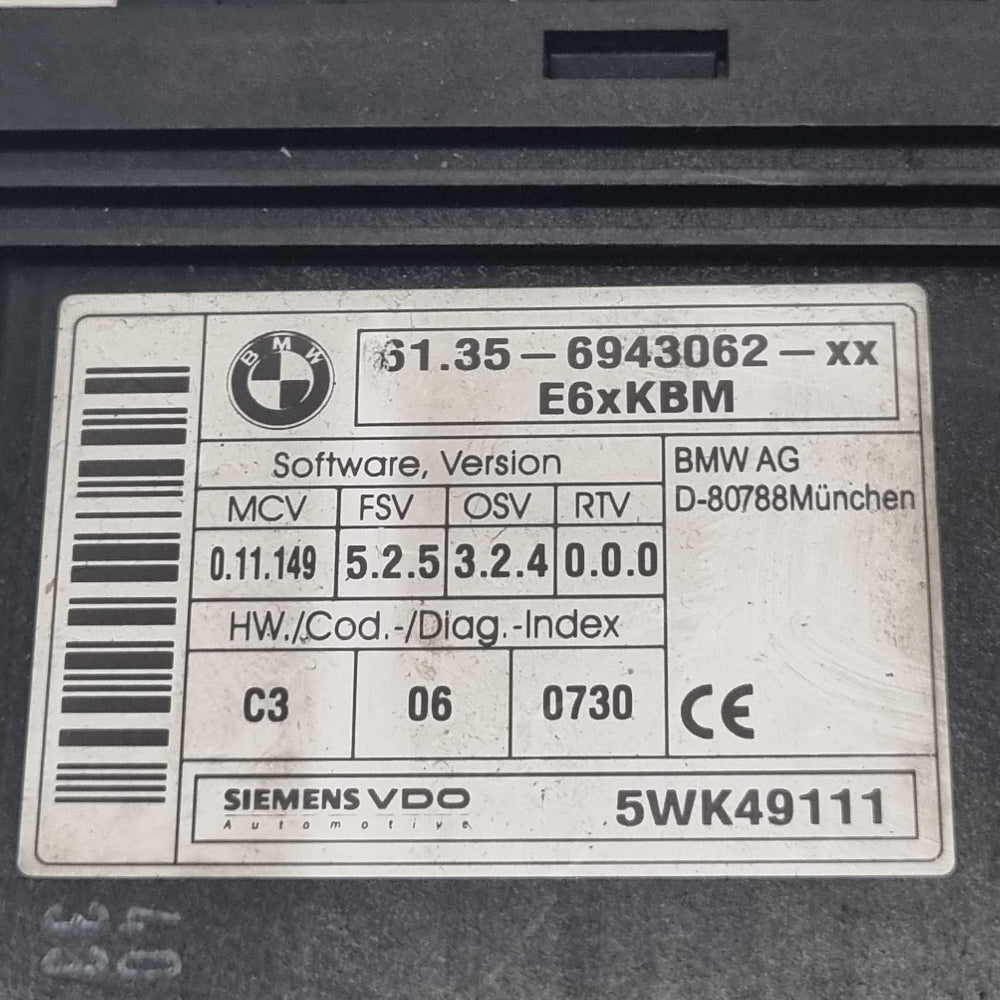 BMW
61.35-6943062-xx
E6xKBM
Software, Version
MCV FSV OSV RTV
0.11.149 5.2.5 3.2.4 0.0.0
BMW AG
D-80788München
HW./Cod.-/Diag.-Index
C3 06 0730
CE
SIEMENS VDO
Automotive
5WK49111